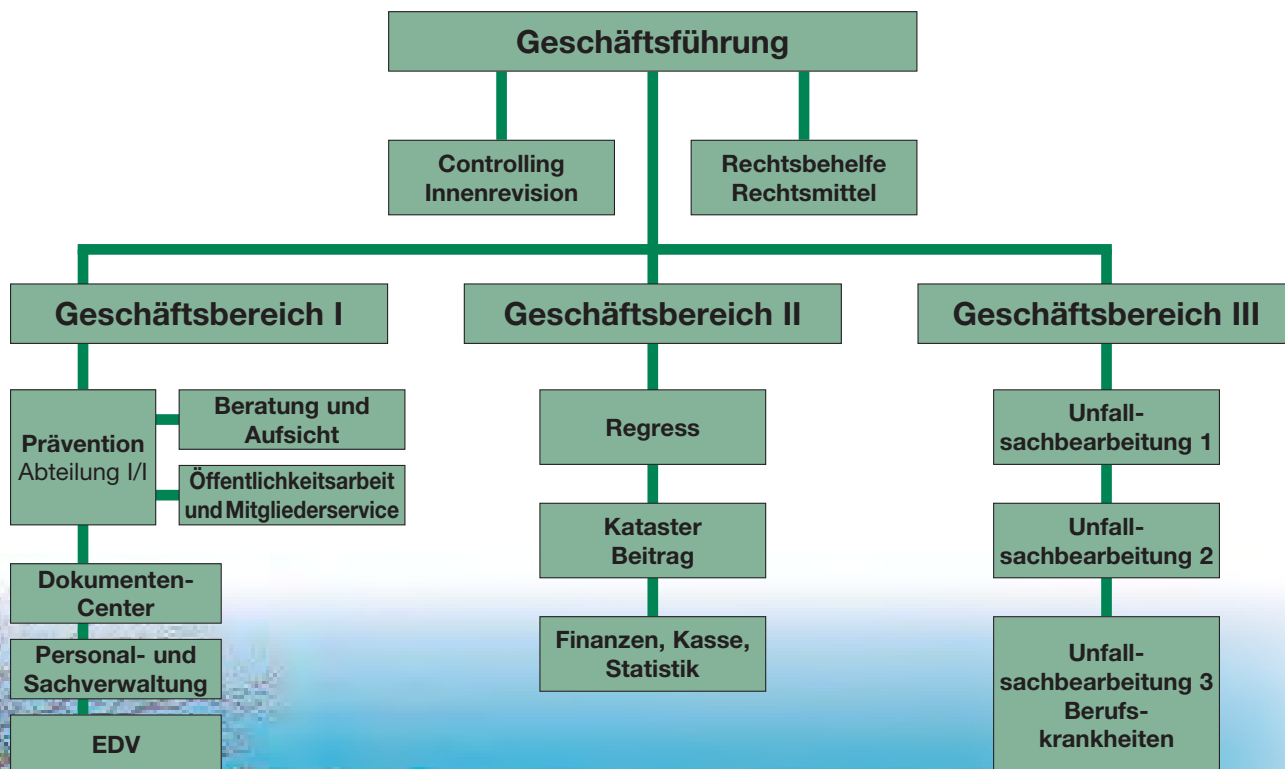 Geschäftsführung
Controlling
Innenrevision
Rechtsbehelfe
Rechtsmittel
Geschäftsbereich I
Geschäftsbereich II
Geschäftsbereich III
Prävention
Abteilung I/I
Beratung und
Aufsicht
Öffentlichkeitsarbeit
und Mitgliederservice
Dokumenten-
Center
Personal- und
Sachverwaltung
EDV
Regress
Kataster
Beitrag
Finanzen, Kasse,
Statistik
Unfall-
sachbearbeitung 1
Unfall-
sachbearbeitung 2
Unfall-
sachbearbeitung 3
Berufs-
krankheiten